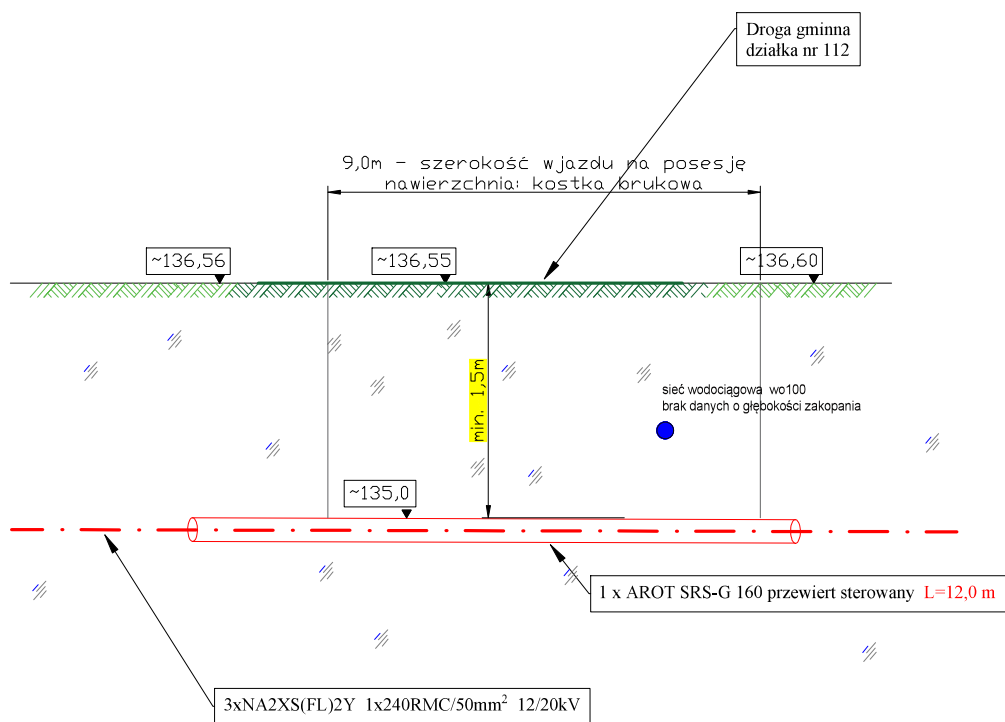 Droga gminna
działka nr 112
9,0m - szerokość wjazdu na posesję
nawierzchnia: kostka brukowa
~136,56
~136,55
~136,60
min. 1,5m
sieć wodociągowa wo100
brak danych o głębokości zakopania
~135,0
1 x AROT SRS-G 160 przewiert sterowany L=12,0 m
3xNA2XS(FL)2Y 1x240RMC/50mm² 12/20kV